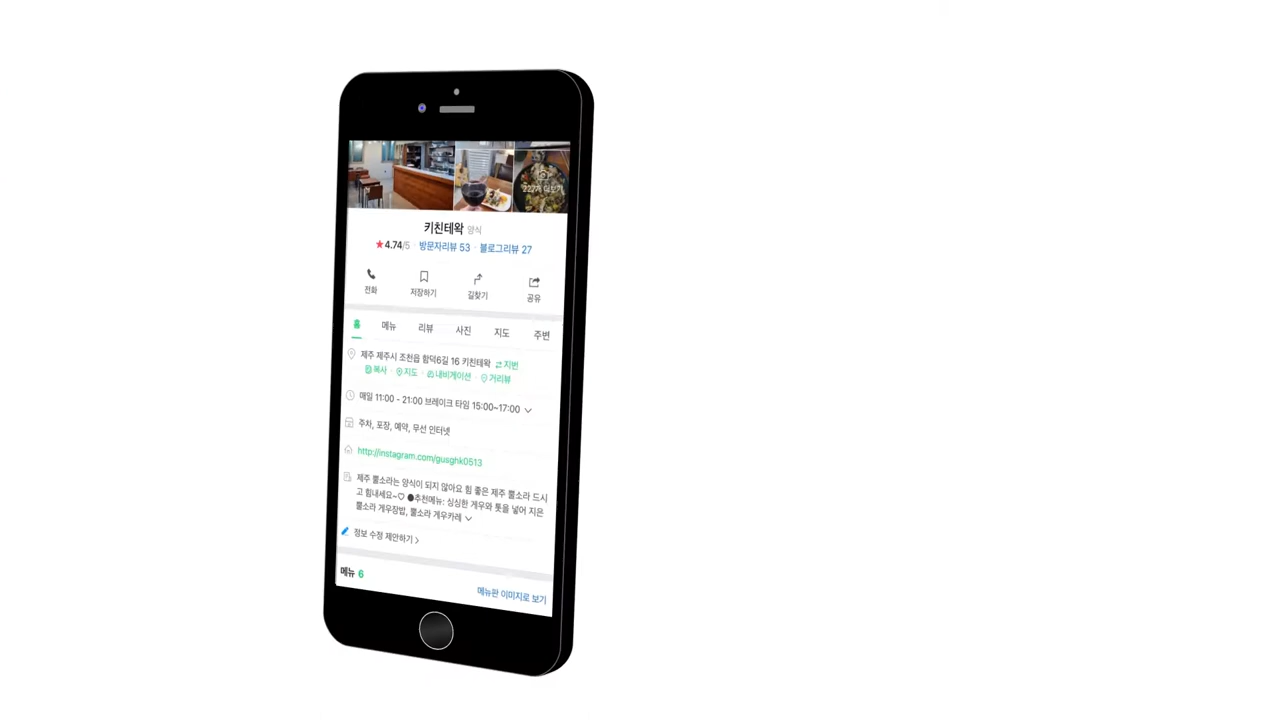 227개 더보기
키친테왁 양식
★4.74/5 · 방문자리뷰 53 · 블로그리뷰 27
전화 저장하기 길찾기 공유
홈 메뉴 리뷰 사진 지도 주변
제주 제주시 조천읍 함덕6길 16 키친테왁 지번
복사 · 지도 · 내비게이션 · 거리뷰
매일 11:00 - 21:00 브레이크 타임 15:00~17:00
주차, 포장, 예약, 무선 인터넷
http://instagram.com/gusghk0513
제주 뿔소라는 양식이 되지 않아요 힘 좋은 제주 뿔소라 드시
고 힘내세요~♡ ●추천메뉴: 싱싱한 게우와 톳을 넣어 지은
뿔소라 게우장밥, 뿔소라 게우카레
정보 수정 제안하기 >
메뉴 6
메뉴판 이미지로 보기